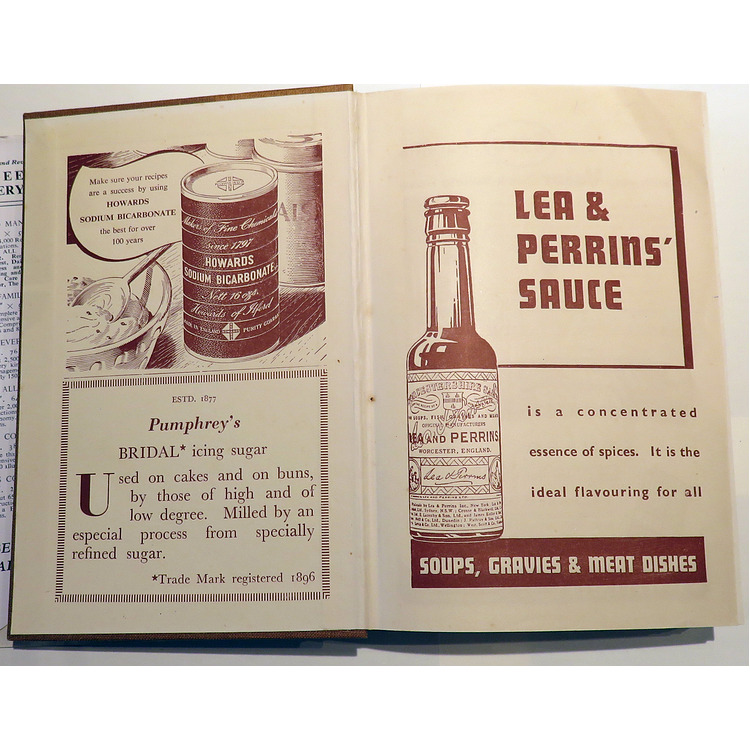 Make sure your recipes
are a success by using
HOWARDS
SODIUM BICARBONATE
the best for over
100 years
Makers of Fine Chemicals
since 1797
HOWARDS
SODIUM BICARBONATE
Nett 16 ozs.
Howards of Ilford
MADE IN ENGLAND PURITY
ESTD. 1877
Pumphrey's
BRIDAL* icing sugar
Used on cakes and on buns,
by those of high and of
low degree. Milled by an
especial process from specially
refined sugar.
*Trade Mark registered 1896
LEA &
PERRINS'
SAUCE
ORIGINAL
LEA AND PERRINS
WORCESTER, ENGLAND.
Lea & Perrins
is a concentrated
essence of spices. It is the
ideal flavouring for all
SOUPS, GRAVIES & MEAT DISHES